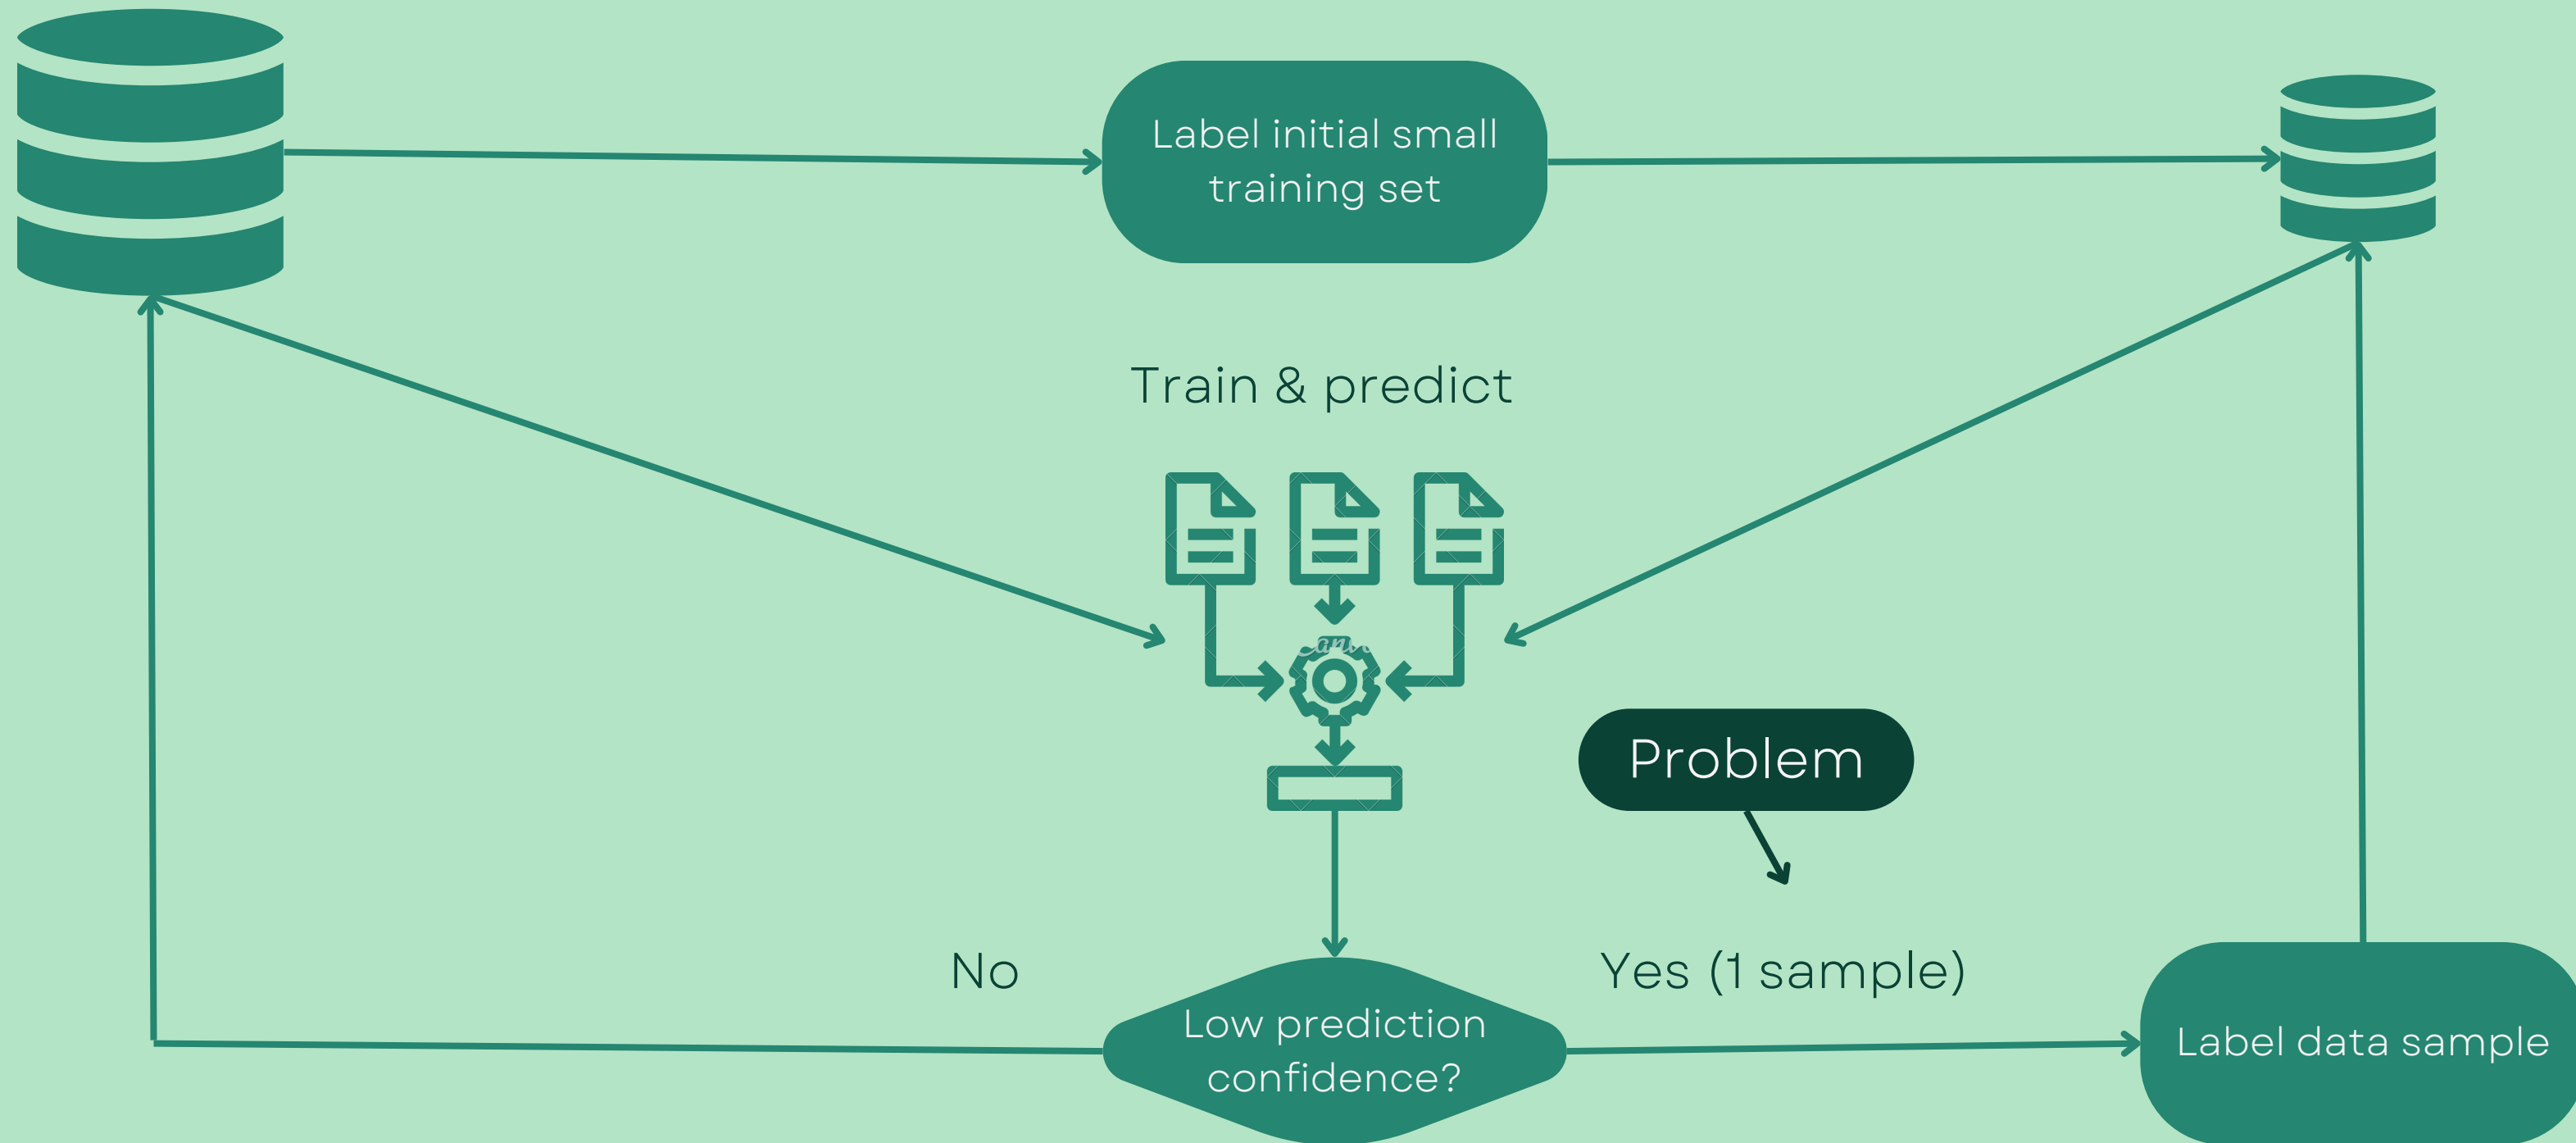 Label initial small
training set
Train & predict
Problem
No
Yes (1 sample)
Low prediction
confidence?
Label data sample